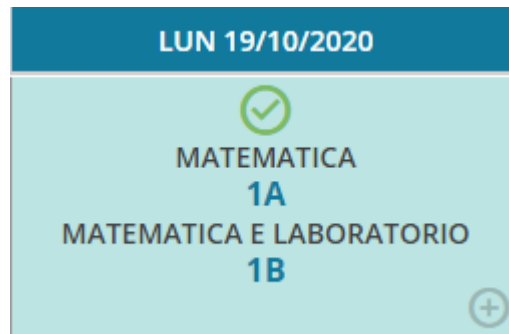 LUN 19/10/2020
MATEMATICA
1A
MATEMATICA E LABORATORIO
1B